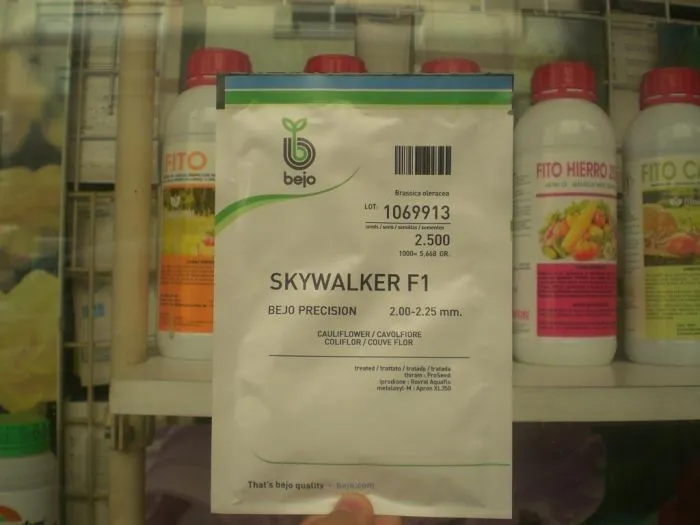 bejo
Brassica oleracea
LOT: 1069913
seeds / semi / semillas / sementes
2.500
1000= 5,668 GR.
SKYWALKER F1
BEJO PRECISION 2.00-2.25 mm.
CAULIFLOWER / CAVOLFIORE
COLIFLOR / COUVE FLOR
treated / trattato / tratado / tratada
thiram : ProSeed
iprodione : Rovral Aquaflo
metalaxyl-M : Apron XL350
That's bejo quality - bejo.com
FITO
FITO HIERRO
FITO